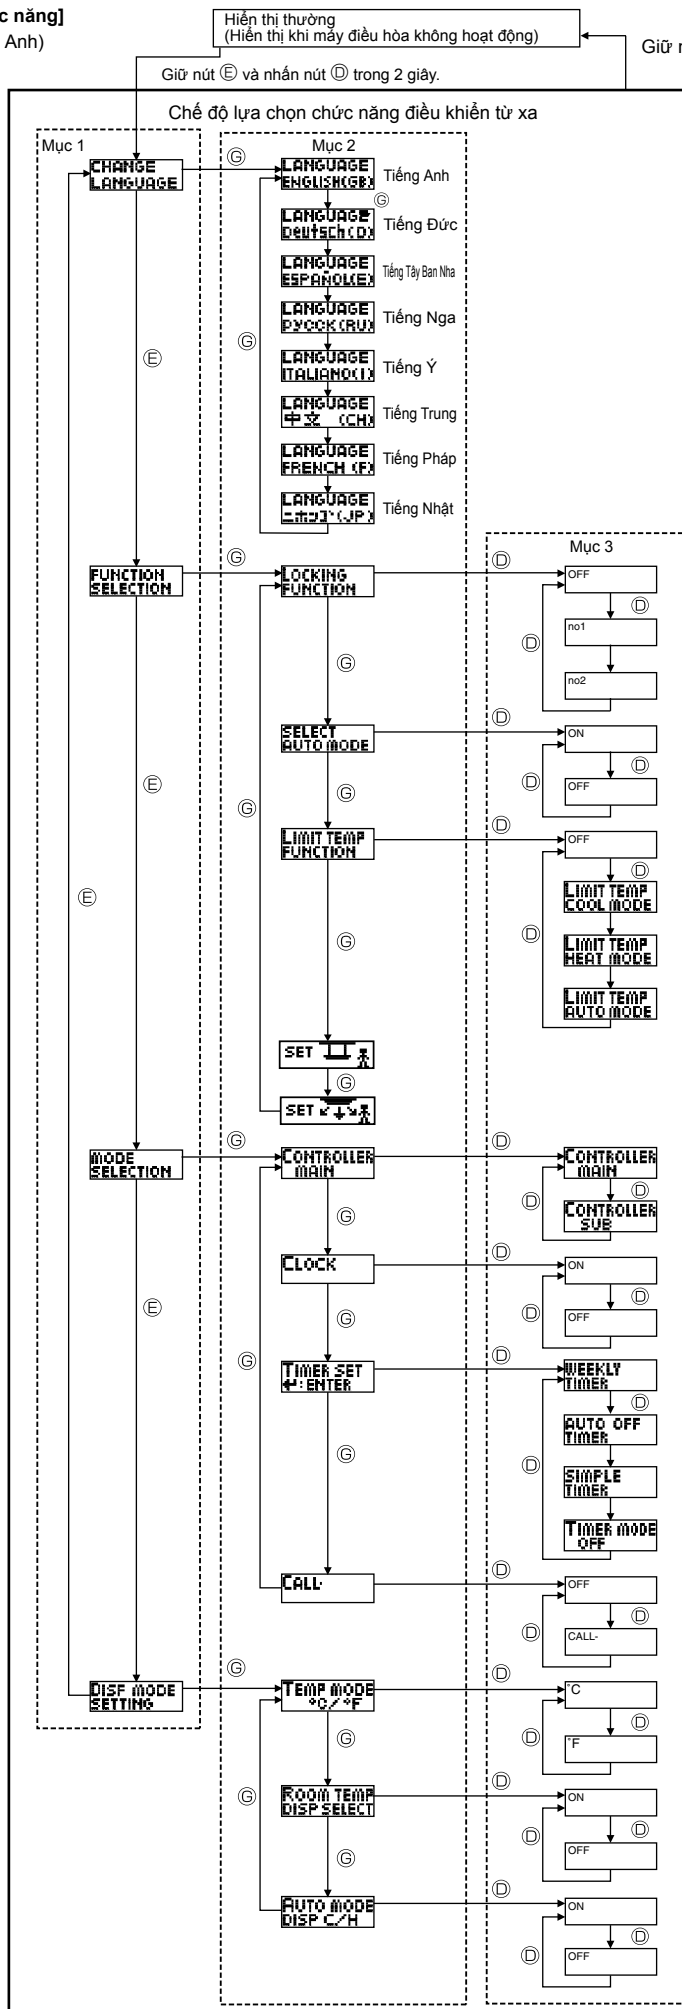 c năng]
Anh)
Hiển thị thường
(Hiển thị khi máy điều hòa không hoạt động)
Giữ
Giữ nút Ⓔ và nhấn nút Ⓓ trong 2 giây.
Chế độ lựa chọn chức năng điều khiển từ xa
Mục 1
Mục 2
CHANGE
LANGUAGE
Ⓖ
LANGUAGE
ENGLISH(GB)
Tiếng Anh
Ⓖ
LANGUAGE
Deutsch(D)
Tiếng Đức
LANGUAGE
ESPAÑOL(E)
Tiếng Tây Ban Nha
LANGUAGE
РУССК(RU)
Tiếng Nga
Ⓖ
Ⓔ
LANGUAGE
ITALIANO(I)
Tiếng Ý
LANGUAGE
中文 (CH)
Tiếng Trung
LANGUAGE
FRENCH (F)
Tiếng Pháp
LANGUAGE
ニホンゴ(JP)
Tiếng Nhật
Mục 3
FUNCTION
SELECTION
Ⓖ
LOCKING
FUNCTION
Ⓓ
OFF
Ⓓ
no1
Ⓓ
no2
Ⓖ
SELECT
AUTO MODE
Ⓓ
ON
Ⓓ
OFF
Ⓓ
Ⓔ
Ⓖ
Ⓖ
LIMIT TEMP
FUNCTION
Ⓓ
OFF
Ⓓ
LIMIT TEMP
COOL MODE
Ⓔ
Ⓖ
Ⓓ
LIMIT TEMP
HEAT MODE
LIMIT TEMP
AUTO MODE
SET
Ⓖ
SET
MODE
SELECTION
Ⓖ
CONTROLLER
MAIN
Ⓓ
CONTROLLER
MAIN
Ⓓ
Ⓓ
CONTROLLER
SUB
Ⓖ
CLOCK
Ⓓ
ON
Ⓓ
Ⓓ
OFF
Ⓔ
Ⓖ
Ⓖ
TIMER SET
↵:ENTER
Ⓓ
WEEKLY
TIMER
Ⓓ
AUTO OFF
TIMER
Ⓖ
Ⓓ
SIMPLE
TIMER
TIMER MODE
OFF
CALL-
Ⓓ
OFF
Ⓓ
Ⓓ
CALL-
DISP MODE
SETTING
Ⓖ
TEMP MODE
°C/°F
Ⓓ
°C
Ⓓ
Ⓓ
°F
Ⓖ
Ⓖ
ROOM TEMP
DISP SELECT
Ⓓ
ON
Ⓓ
Ⓓ
OFF
Ⓖ
AUTO MODE
DISP C/H
Ⓓ
ON
Ⓓ
Ⓓ
OFF